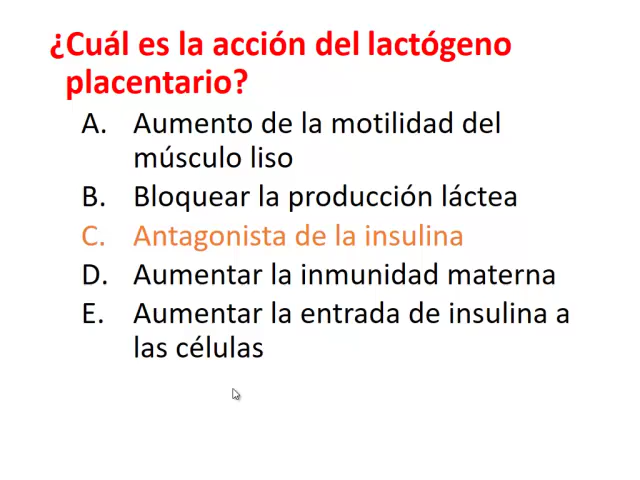 ¿Cuál es la acción del lactógeno
placentario?
A. Aumento de la motilidad del
músculo liso
B. Bloquear la producción láctea
C. Antagonista de la insulina
D. Aumentar la inmunidad materna
E. Aumentar la entrada de insulina a
las células